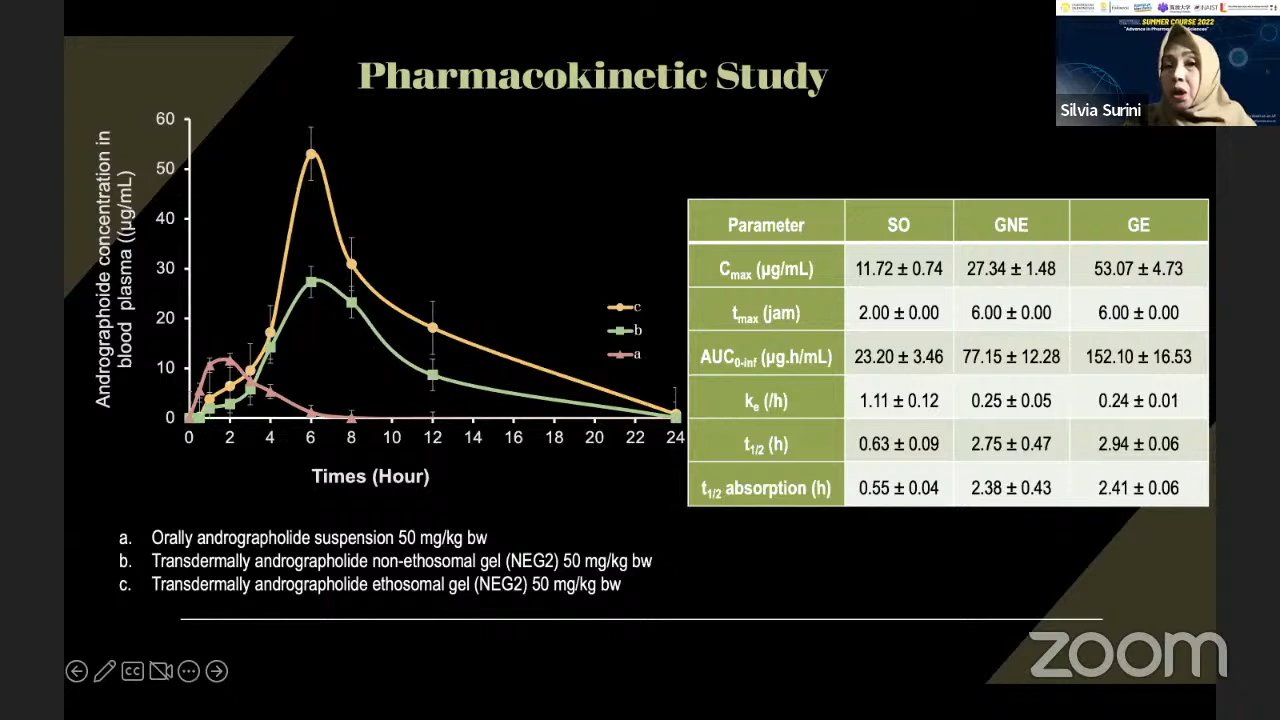 VIRTUAL SUMMER COURSE 2022
Silvia Surini
Pharmacokinetic Study
Andrographoide concentration in
blood plasma ((µg/mL)
60
50
40
30
20
10
0
0 2 4 6 8 10 12 14 16 18 20 22 24
Times (Hour)
c
b
a
Parameter SO GNE GE
Cmax (µg/mL) 11.72 ± 0.74 27.34 ± 1.48 53.07 ± 4.73
tmax (jam) 2.00 ± 0.00 6.00 ± 0.00 6.00 ± 0.00
AUC0-inf (µg.h/mL) 23.20 ± 3.46 77.15 ± 12.28 152.10 ± 16.53
ke (/h) 1.11 ± 0.12 0.25 ± 0.05 0.24 ± 0.01
t1/2 (h) 0.63 ± 0.09 2.75 ± 0.47 2.94 ± 0.06
t1/2 absorption (h) 0.55 ± 0.04 2.38 ± 0.43 2.41 ± 0.06
a. Orally andrographolide suspension 50 mg/kg bw
b. Transdermally andrographolide non-ethosomal gel (NEG2) 50 mg/kg bw
c. Transdermally andrographolide ethosomal gel (NEG2) 50 mg/kg bw
CC
zoom